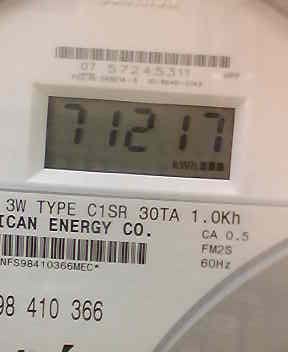 07 57245311
71217
kWh
3W TYPE C1SR 30TA 1.0Kh
ICAN ENERGY CO.
CA 0.5
FM2S
NFS98410366MEC*
60Hz
98 410 366